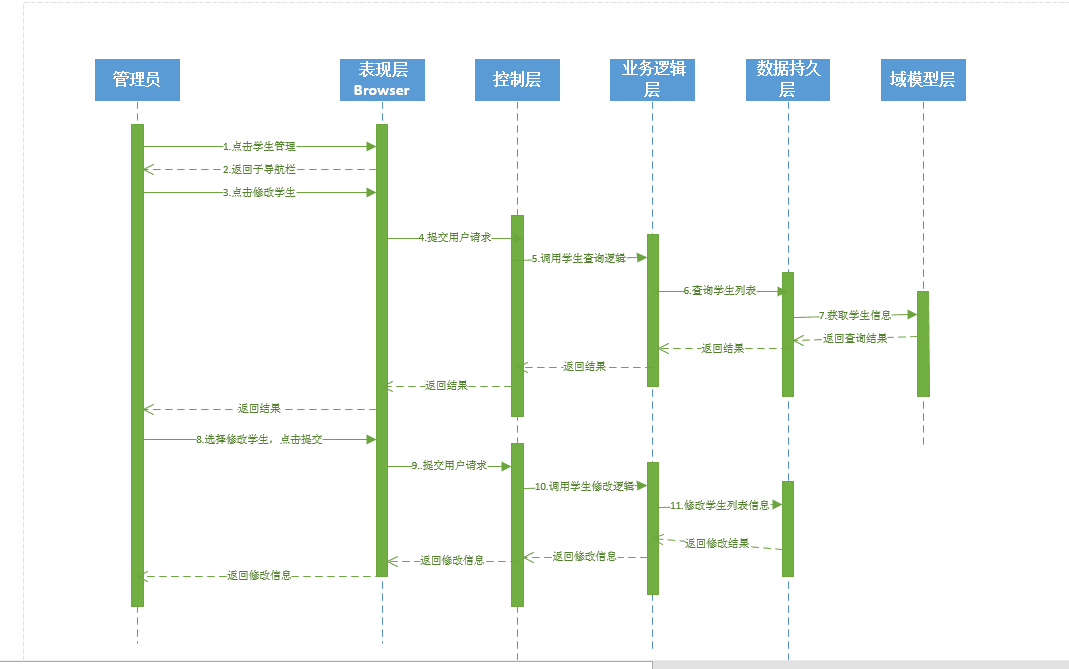 管理员
表现层
Browser
控制层
业务逻辑
层
数据持久
层
域模型层
1.点击学生管理
2.返回子导航栏
3.点击修改学生
4.提交用户请求
5.调用学生查询逻辑
6.查询学生列表
7.获取学生信息
返回查询结果
返回结果
返回结果
返回结果
返回结果
8.选择修改学生，点击提交
9..提交用户请求
10.调用学生修改逻辑
11.修改学生列表信息
返回修改结果
返回修改信息
返回修改信息
返回修改信息